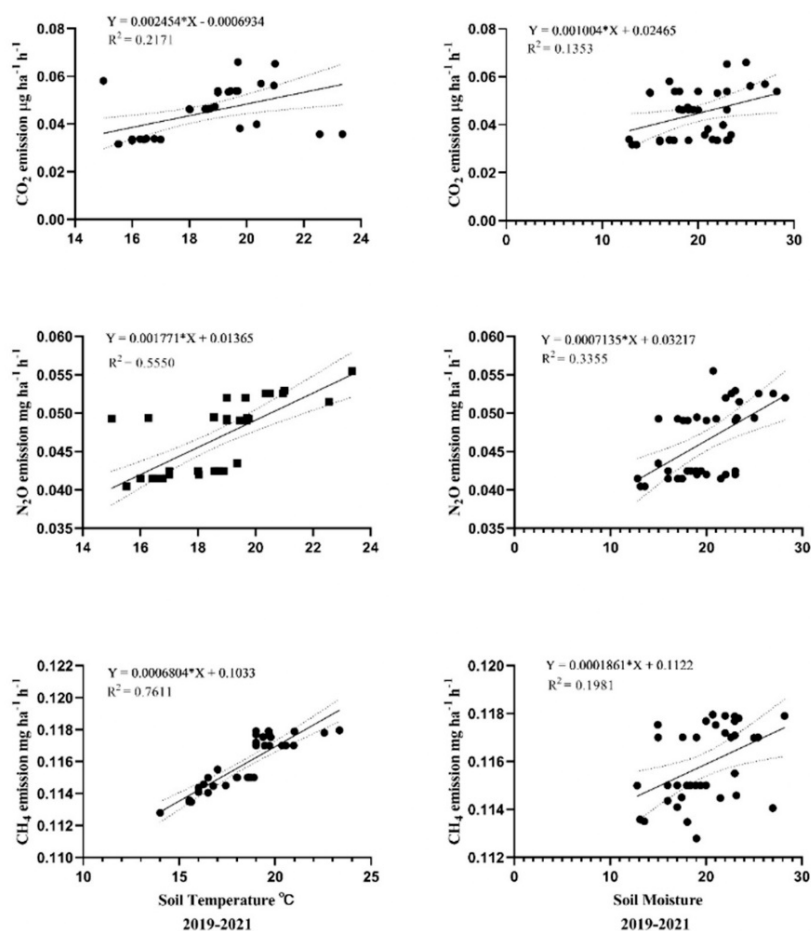 Y = 0.002454*X - 0.0006934
R² = 0.2171
CO₂ emission µg ha⁻¹ h⁻¹
0.08
0.06
0.04
0.02
0.00
14 16 18 20 22 24
Y = 0.001004*X + 0.02465
R² = 0.1353
CO₂ emission µg ha⁻¹ h⁻¹
0.08
0.06
0.04
0.02
0.00
0 10 20 30
Y = 0.001771*X + 0.01365
R² = 0.5550
N₂O emission mg ha⁻¹ h⁻¹
0.060
0.055
0.050
0.045
0.040
0.035
14 16 18 20 22 24
Y = 0.0007135*X + 0.03217
R² = 0.3355
N₂O emission mg ha⁻¹ h⁻¹
0.060
0.055
0.050
0.045
0.040
0.035
0 10 20 30
Y = 0.0006804*X + 0.1033
R² = 0.7611
CH₄ emission mg ha⁻¹ h⁻¹
0.122
0.120
0.118
0.116
0.114
0.112
0.110
10 15 20 25
Soil Temperature ℃
2019-2021
Y = 0.0001861*X + 0.1122
R² = 0.1981
CH₄ emission mg ha⁻¹ h⁻¹
0.120
0.118
0.116
0.114
0.112
0 10 20 30
Soil Moisture
2019-2021